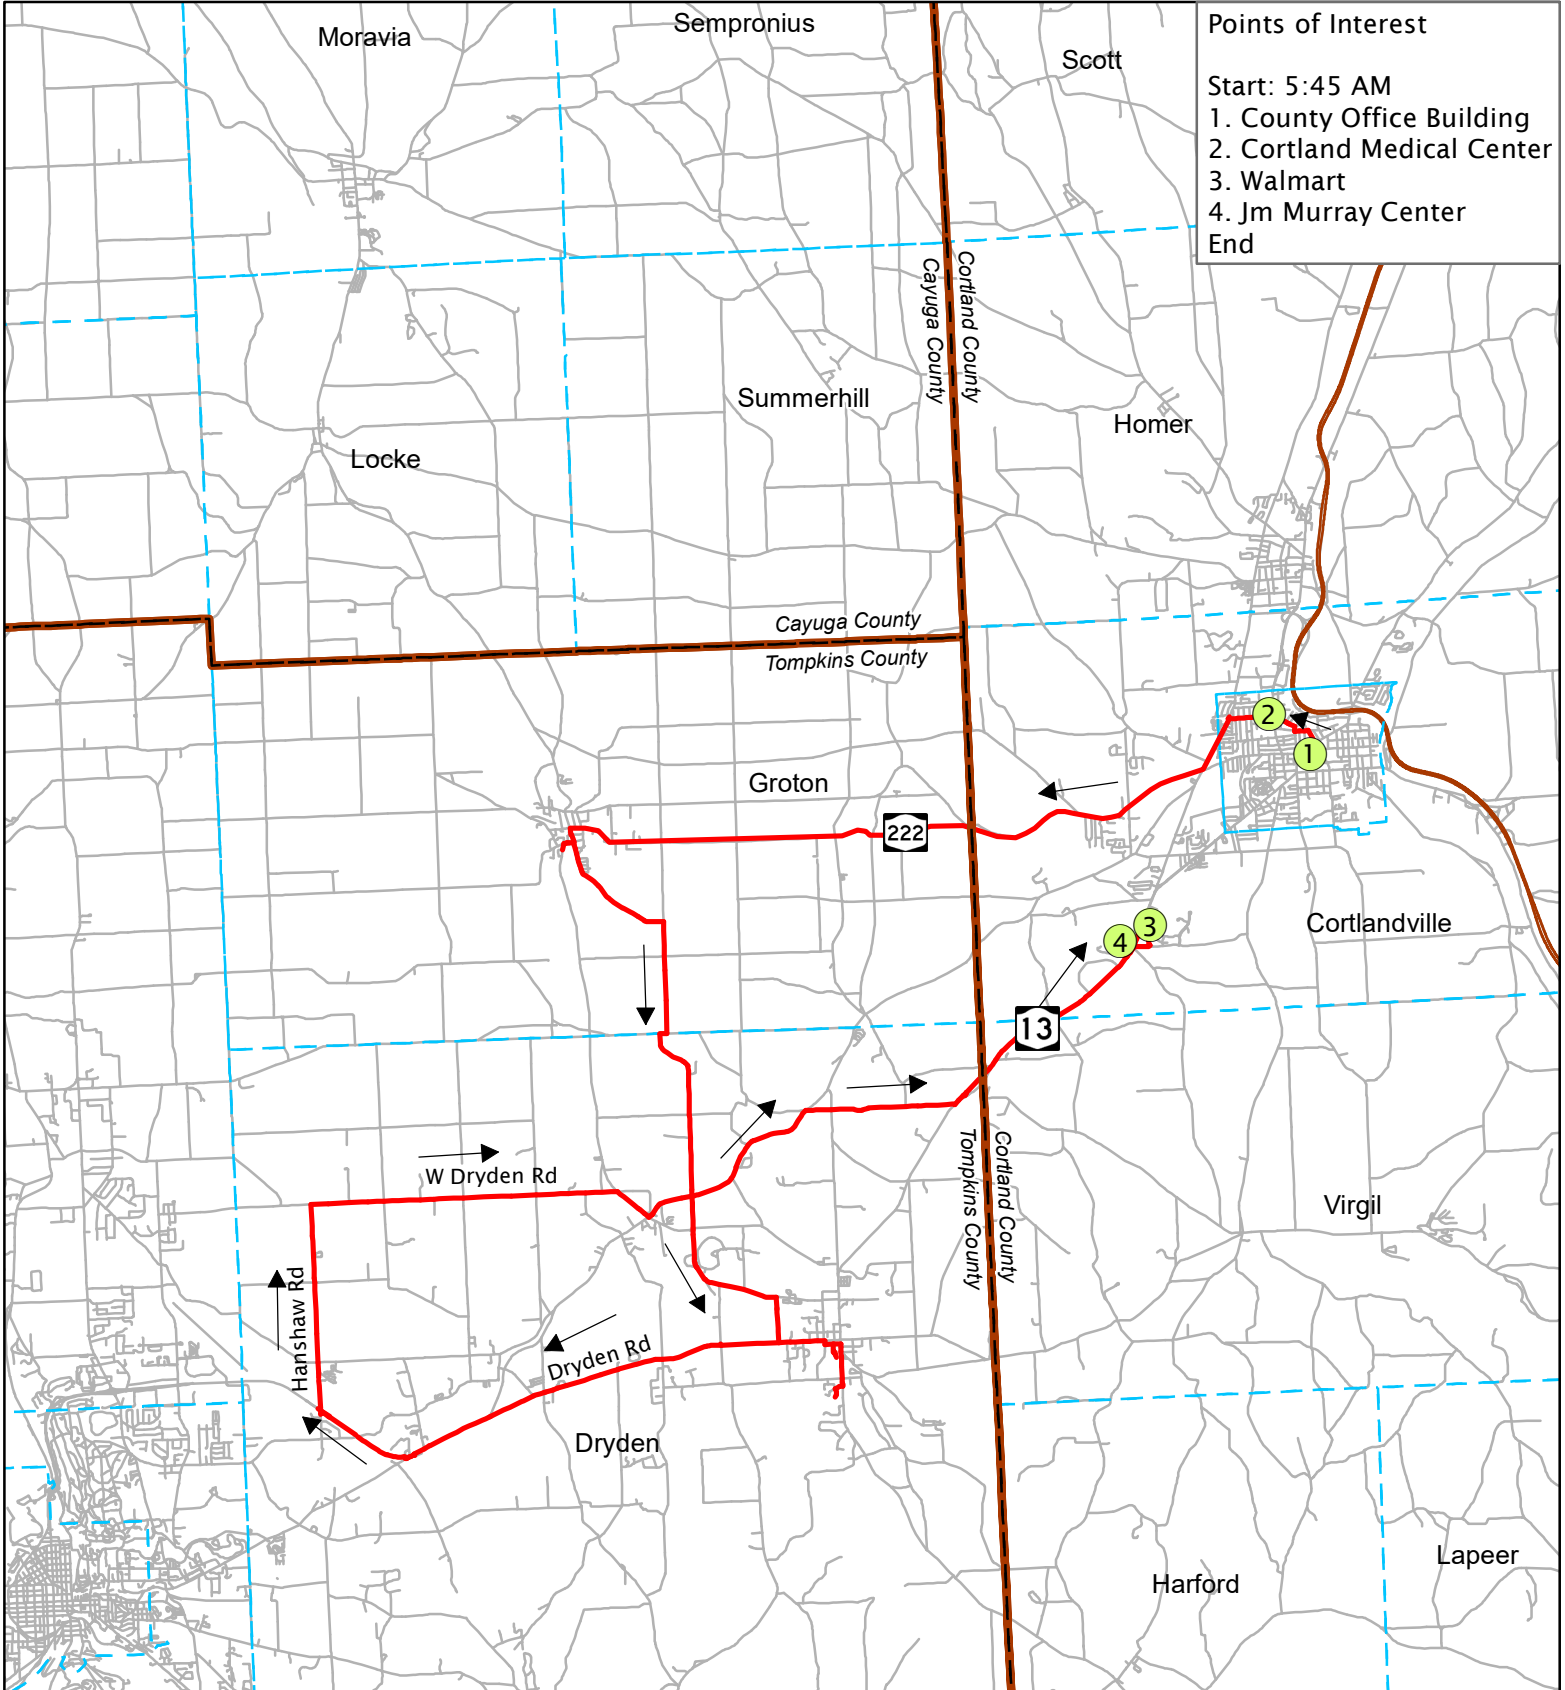 Points of Interest
Start: 5:45 AM
1. County Office Building
2. Cortland Medical Center
3. Walmart
4. Jm Murray Center
End
Moravia
Sempronius
Scott
Cortland County
Cayuga County
Summerhill
Homer
Locke
Cayuga County
Tompkins County
2
1
Groton
222
3
4
Cortlandville
13
W Dryden Rd
Cortland County
Tompkins County
Virgil
Hanshaw Rd
Dryden Rd
Dryden
Lapeer
Harford